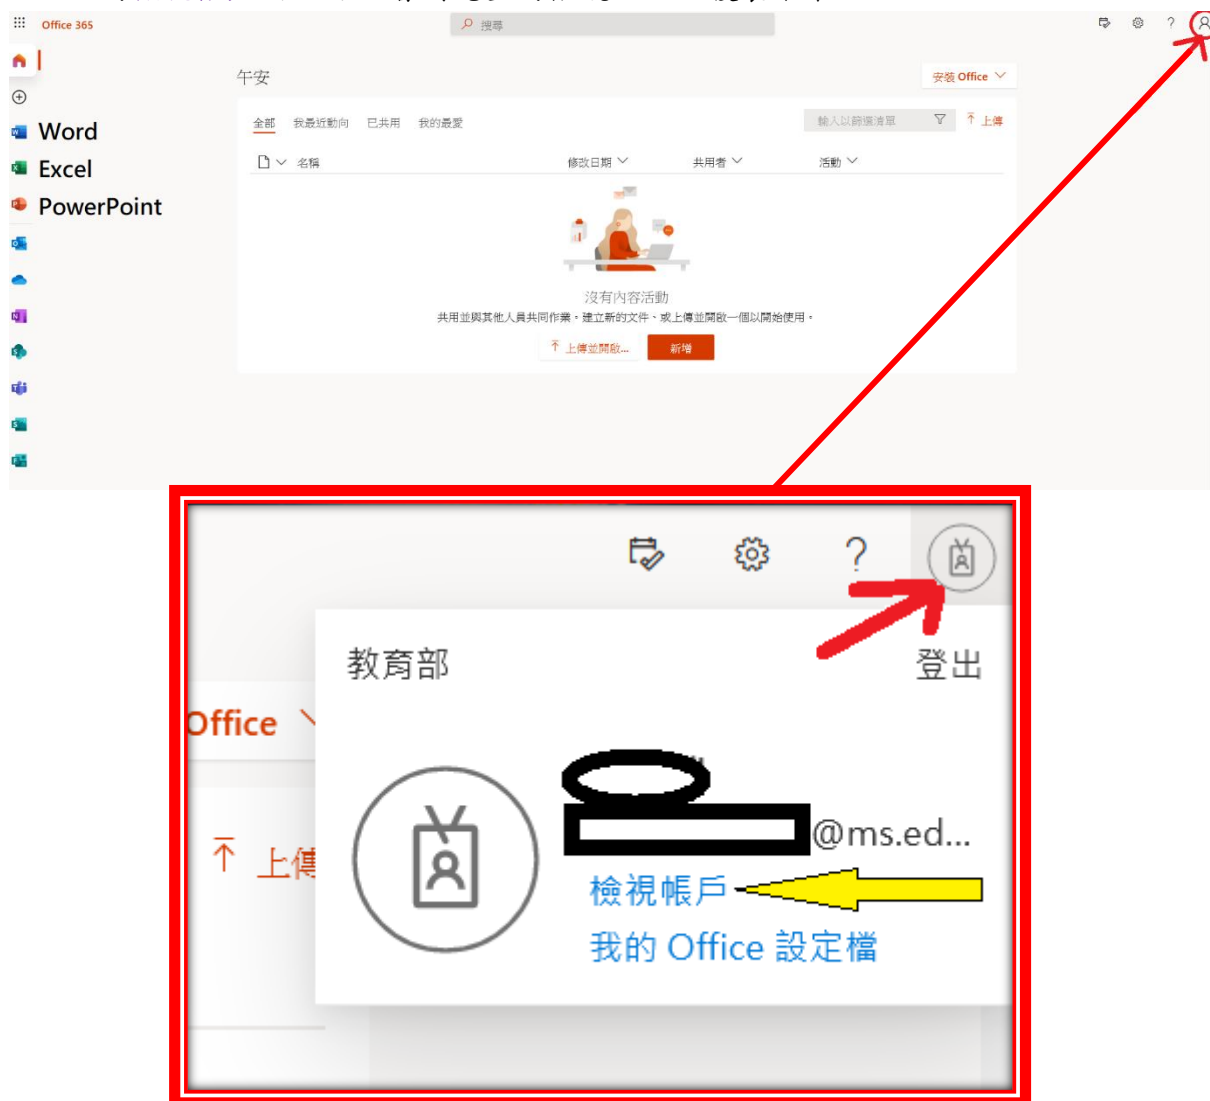 Office 365
搜尋
?
午安
安裝 Office
Word
Excel
PowerPoint
全部 我最近動向 已共用 我的最愛
輸入以篩選清單
上傳
名稱 修改日期 共用者 活動
沒有內容活動
共用並與其他人員共同作業。建立新的文件、或上傳並開啟一個以開始使用。
上傳並開啟...
新增
?
教育部 登出
Office
上傳
@ms.ed...
檢視帳戶
我的 Office 設定檔